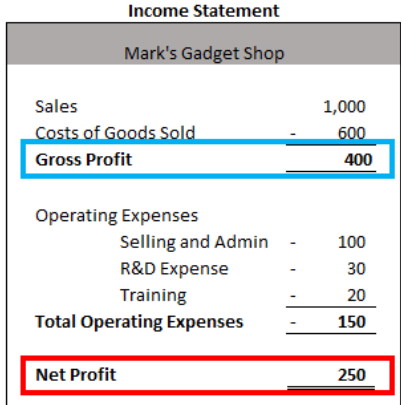 Income Statement
Mark's Gadget Shop
Sales 1,000
Costs of Goods Sold - 600
Gross Profit 400
Operating Expenses
Selling and Admin - 100
R&D Expense - 30
Training - 20
Total Operating Expenses - 150
Net Profit 250